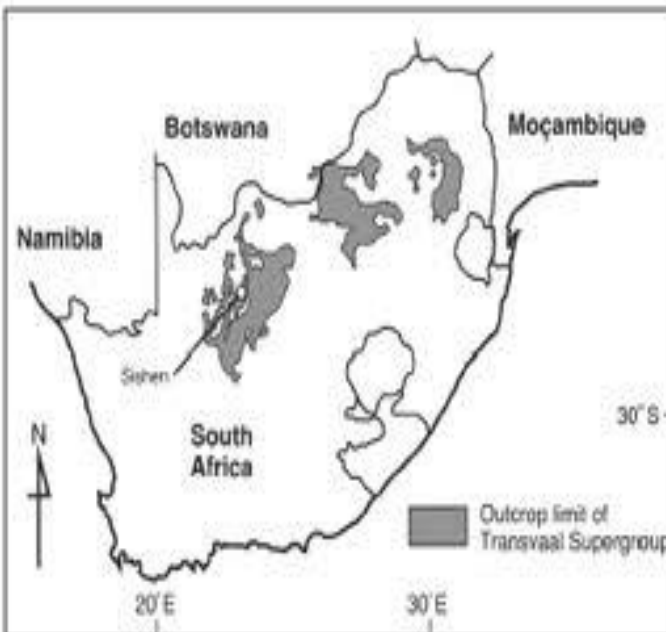 Botswana
Moçambique
Namibia
Sishen
N
South
Africa
30°S
Outcrop limit of
Transvaal Supergroup
20°E
30°E